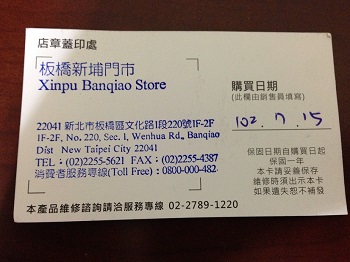 店章蓋印處
板橋新埔門市
Xinpu Banqiao Store
22041 新北市板橋區文化路1段220號1F-2F
1F-2F, No. 220, Sec. 1, Wenhua Rd., Banqiao
Dist New Taipei City 22041
TEL：(02)2255-5621 FAX：(02)2255-4387
消費者服務專線(Toll Free)：0800-000-482
購買日期
(此欄由銷售員填寫)
102. 7. 15
保固日期自購買日起
保固一年
本卡請妥善保存
維修時須出示本卡
如果遺失恕不補發
本產品維修諮詢請洽服務專線 02-2789-1220